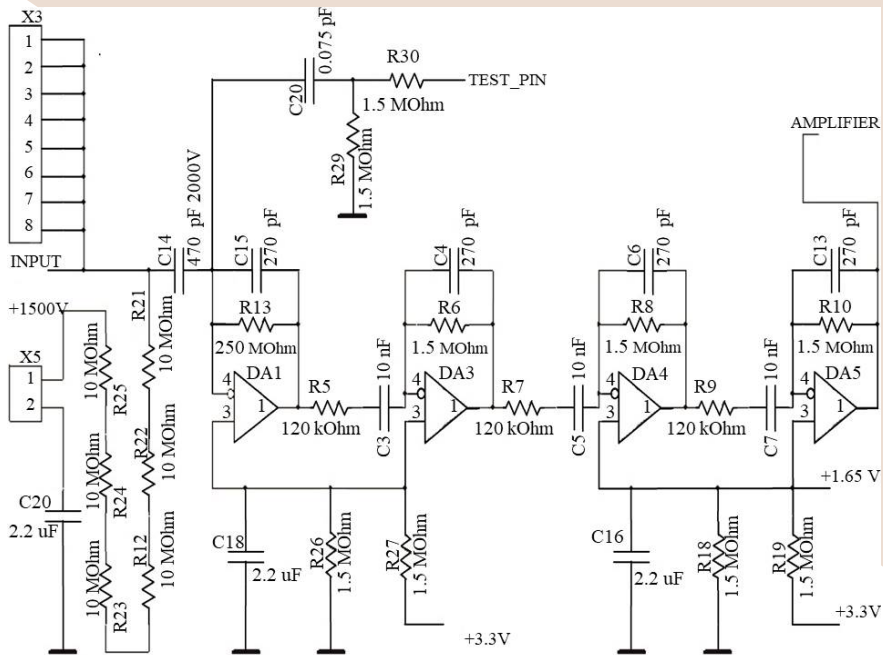 X3
1
2
3
4
5
6
7
8
INPUT
+1500V
X5
1
2
C20
2.2 uF
10 MOhm
R25
10 MOhm
R24
10 MOhm
R23
R21
10 MOhm
R22
10 MOhm
R12
10 MOhm
C14
470 pF 2000V
C20
0.075 pF
R30
1.5 MOhm
TEST_PIN
R29
1.5 MOhm
C15
270 pF
R13
250 MOhm
DA1
4
3
1
R5
120 kOhm
C3
10 nF
C4
270 pF
R6
1.5 MOhm
DA3
4
3
1
R7
120 kOhm
C5
10 nF
C6
270 pF
R8
1.5 MOhm
DA4
4
3
1
R9
120 kOhm
C7
10 nF
C13
270 pF
R10
1.5 MOhm
DA5
4
3
1
AMPLIFIER
C18
2.2 uF
R26
1.5 MOhm
R27
1.5 MOhm
+3.3V
C16
2.2 uF
R18
1.5 MOhm
R19
1.5 MOhm
+1.65 V
+3.3V